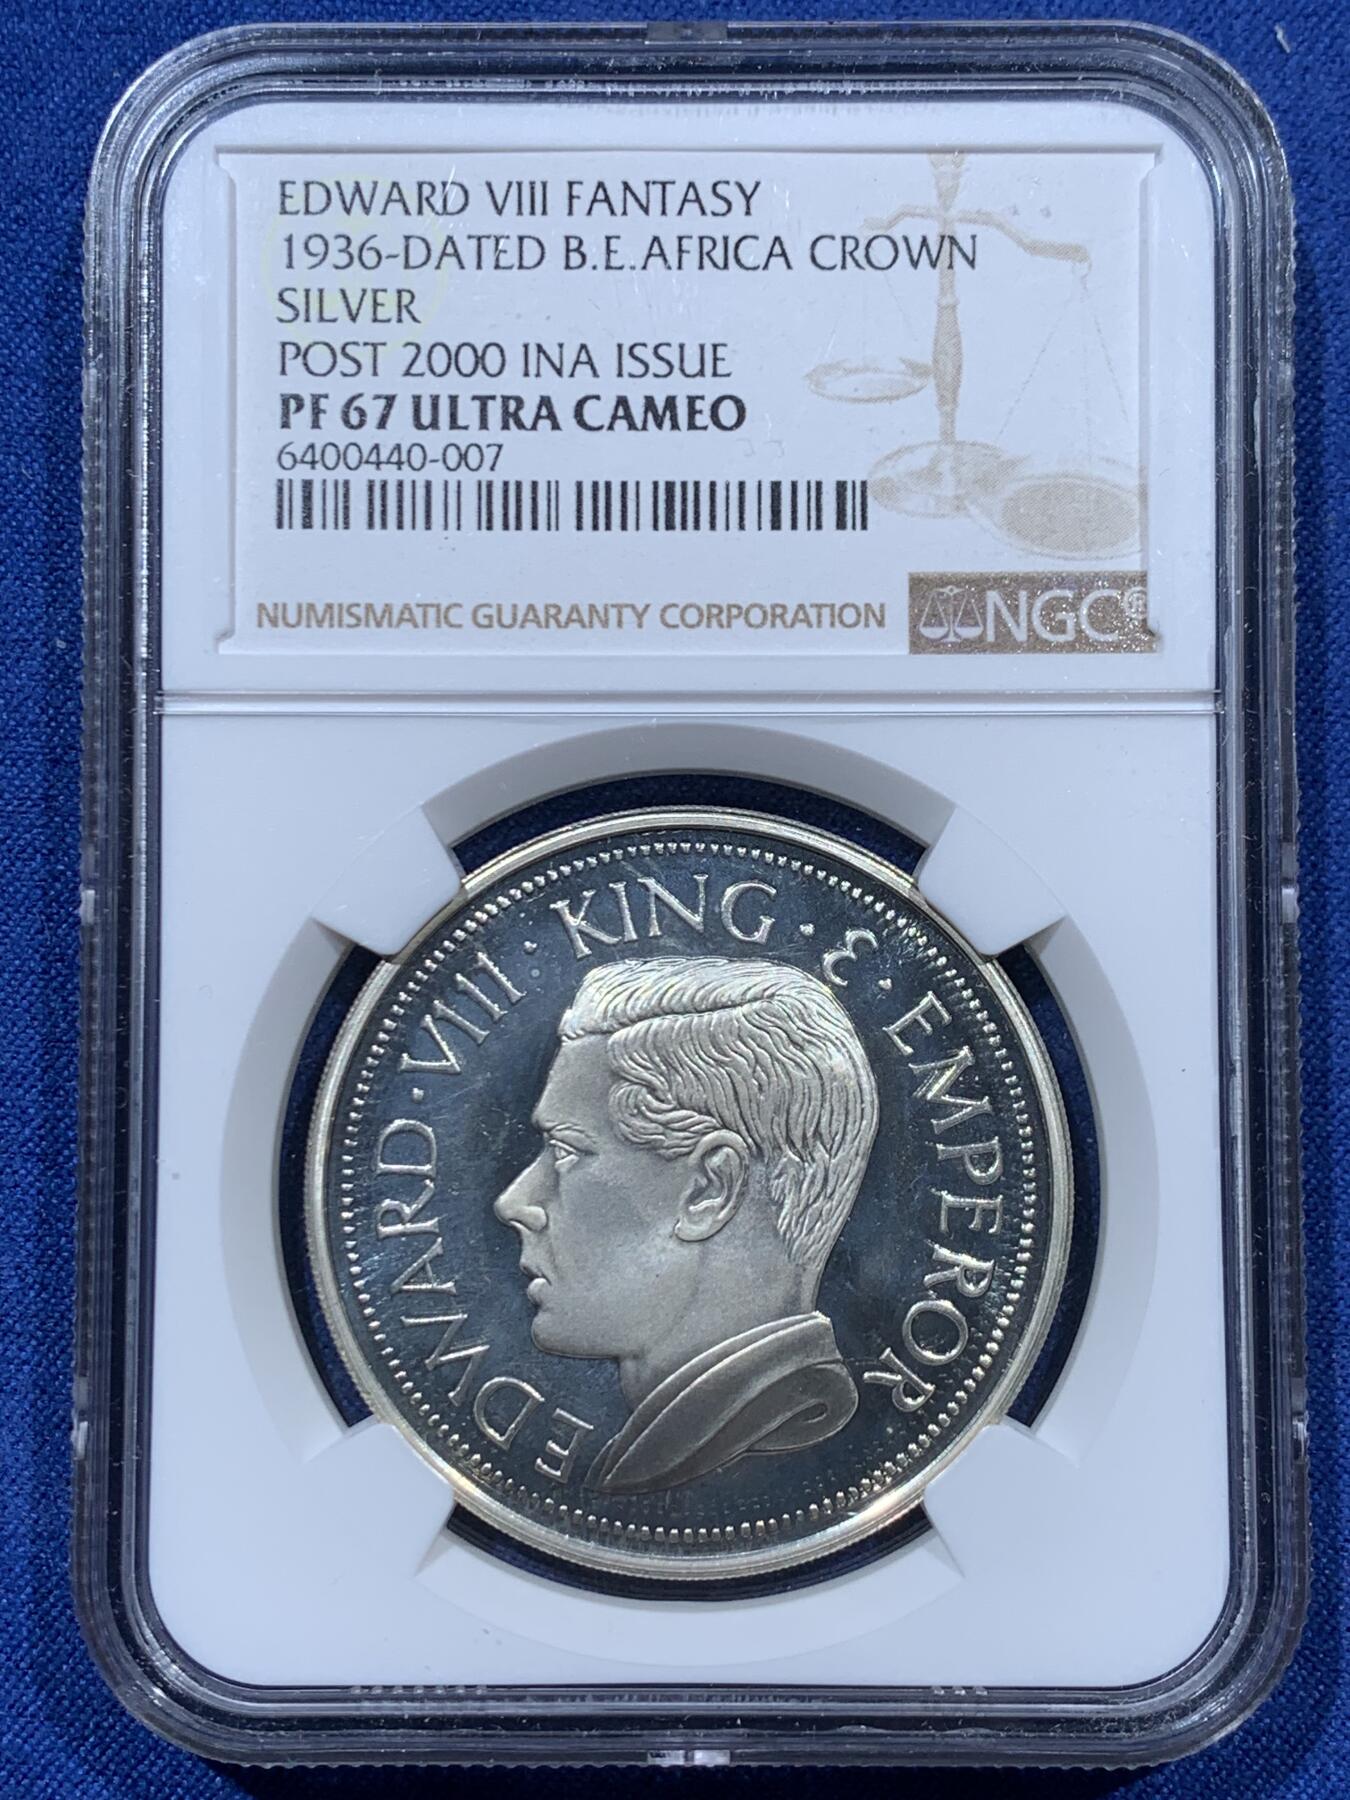 EDWARD VIII FANTASY
1936-DATED B.E.AFRICA CROWN
SILVER
POST 2000 INA ISSUE
PF 67 ULTRA CAMEO
6400440-007
NUMISMATIC GUARANTY CORPORATION
NGC®
EDWARD · VIII · KING · & · EMPEROR